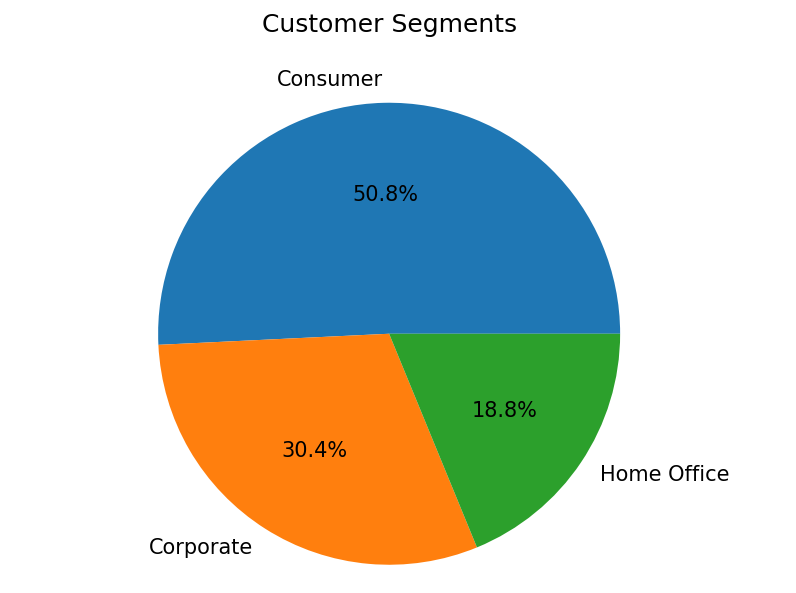 Customer Segments
Consumer
50.8%
18.8%
30.4%
Home Office
Corporate